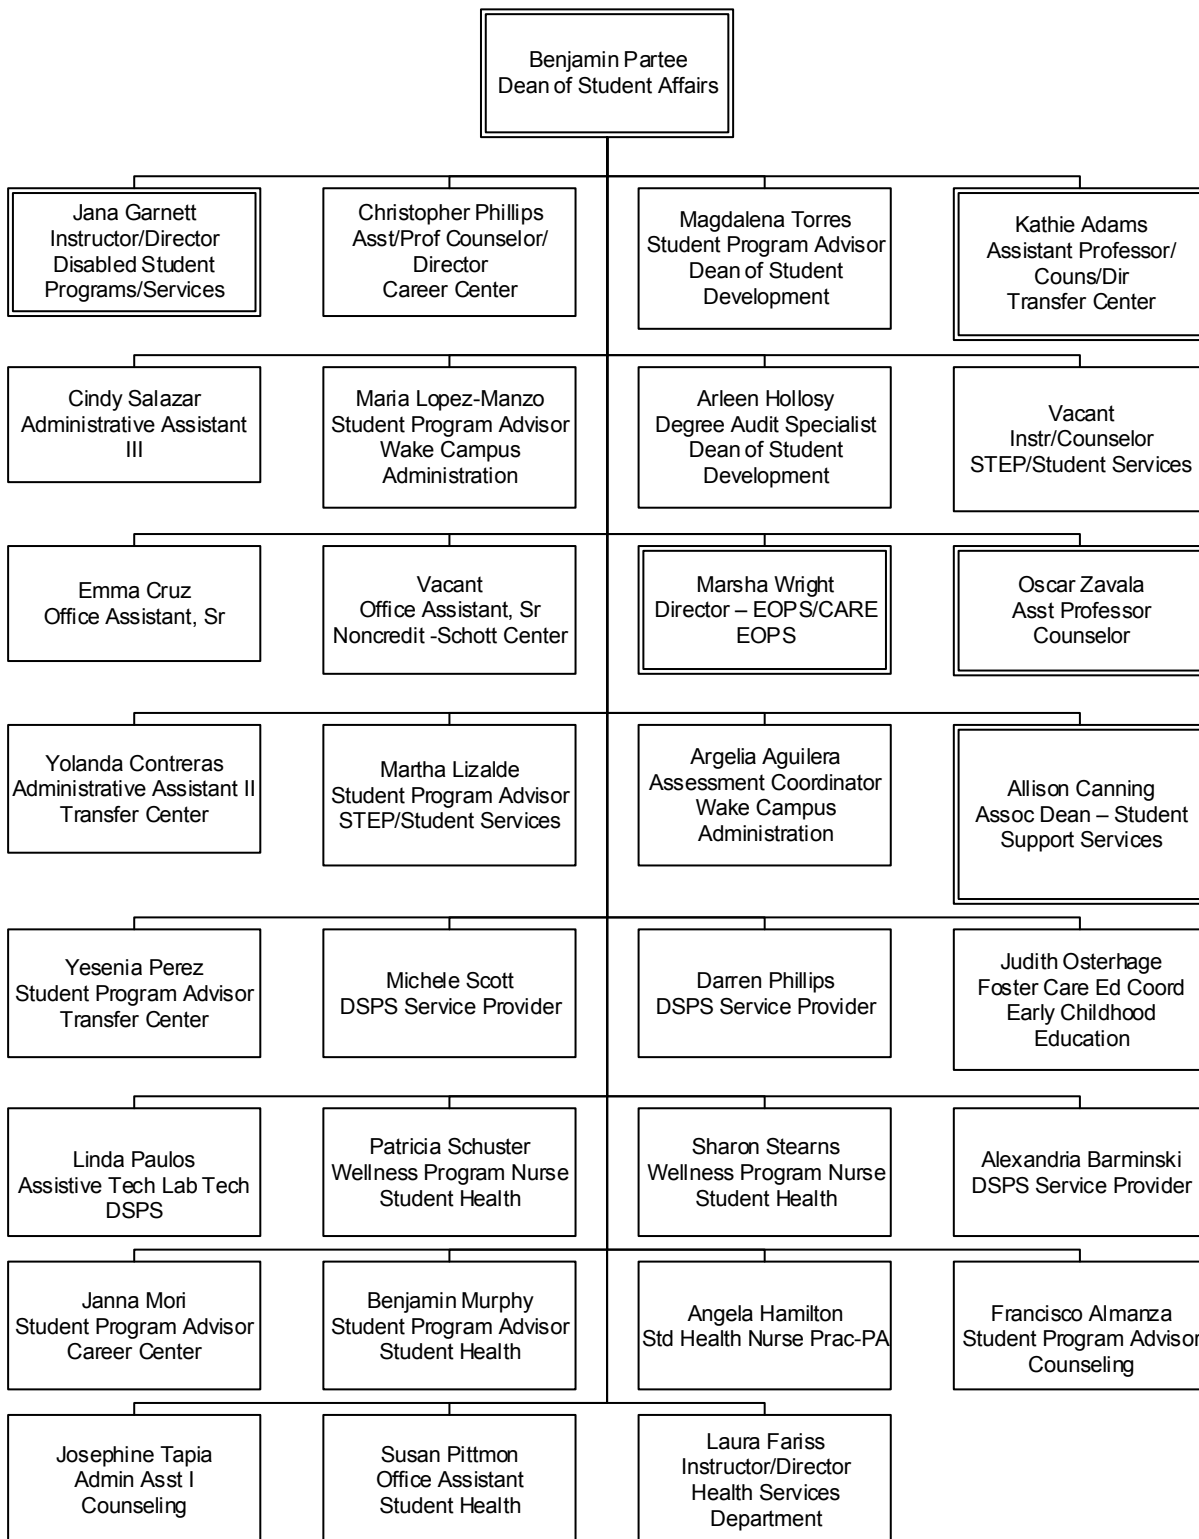 Benjamin Partee
Dean of Student Affairs
Jana Garnett
Instructor/Director
Disabled Student
Programs/Services
Christopher Phillips
Asst/Prof Counselor/
Director
Career Center
Magdalena Torres
Student Program Advisor
Dean of Student
Development
Kathie Adams
Assistant Professor/
Couns/Dir
Transfer Center
Cindy Salazar
Administrative Assistant
III
Maria Lopez-Manzo
Student Program Advisor
Wake Campus
Administration
Arleen Hollosy
Degree Audit Specialist
Dean of Student
Development
Vacant
Instr/Counselor
STEP/Student Services
Emma Cruz
Office Assistant, Sr
Vacant
Office Assistant, Sr
Noncredit -Schott Center
Marsha Wright
Director – EOPS/CARE
EOPS
Oscar Zavala
Asst Professor
Counselor
Yolanda Contreras
Administrative Assistant II
Transfer Center
Martha Lizalde
Student Program Advisor
STEP/Student Services
Argelia Aguilera
Assessment Coordinator
Wake Campus
Administration
Allison Canning
Assoc Dean – Student
Support Services
Yesenia Perez
Student Program Advisor
Transfer Center
Michele Scott
DSPS Service Provider
Darren Phillips
DSPS Service Provider
Judith Osterhage
Foster Care Ed Coord
Early Childhood
Education
Linda Paulos
Assistive Tech Lab Tech
DSPS
Patricia Schuster
Wellness Program Nurse
Student Health
Sharon Stearns
Wellness Program Nurse
Student Health
Alexandria Barminski
DSPS Service Provider
Janna Mori
Student Program Advisor
Career Center
Benjamin Murphy
Student Program Advisor
Student Health
Angela Hamilton
Std Health Nurse Prac-PA
Francisco Almanza
Student Program Advisor
Counseling
Josephine Tapia
Admin Asst I
Counseling
Susan Pittmon
Office Assistant
Student Health
Laura Fariss
Instructor/Director
Health Services
Department